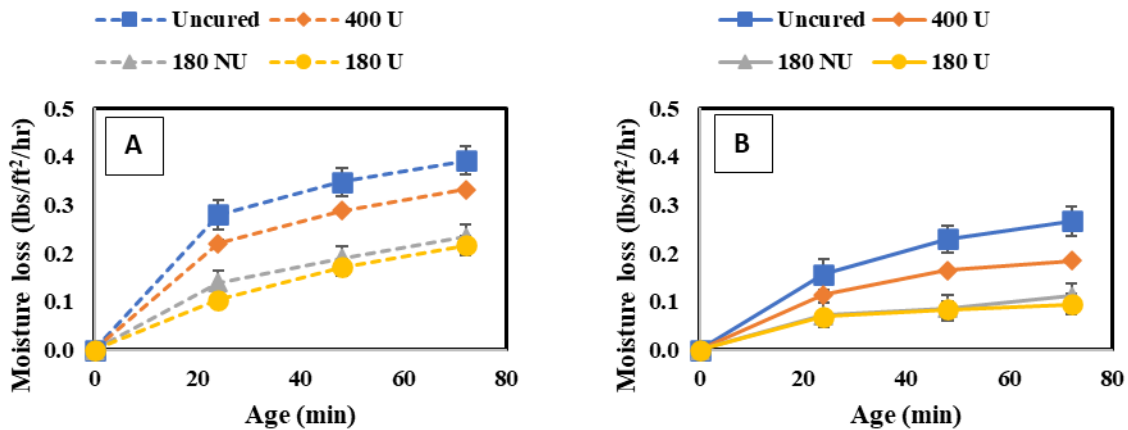 Uncured 400 U
180 NU 180 U
Moisture loss (lbs/ft²/hr)
0.5
0.4
0.3
0.2
0.1
0.0
A
0 20 40 60 80
Age (min)
Uncured 400 U
180 NU 180 U
Moisture loss (lbs/ft²/hr)
0.5
0.4
0.3
0.2
0.1
0.0
B
0 20 40 60 80
Age (min)